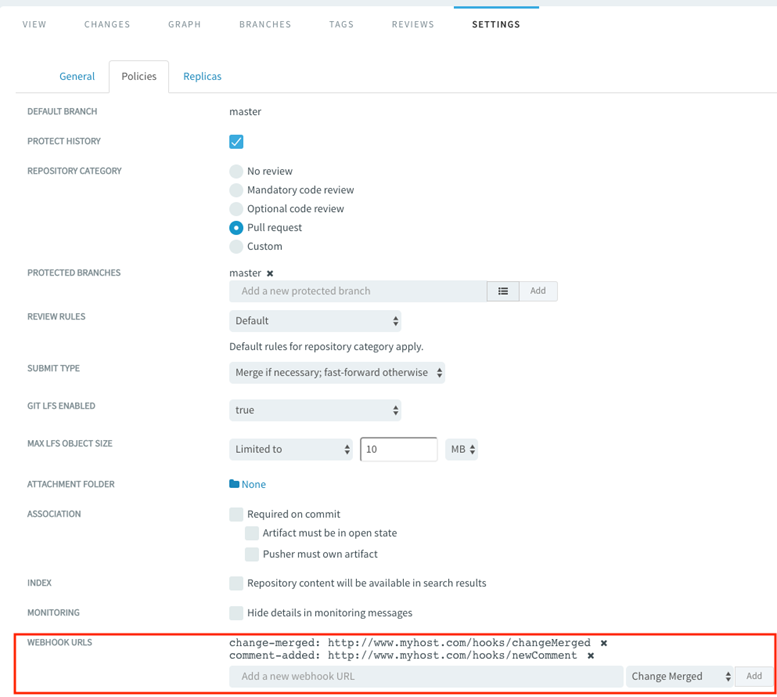 VIEW CHANGES GRAPH BRANCHES TAGS REVIEWS SETTINGS
General Policies Replicas
DEFAULT BRANCH master
PROTECT HISTORY
REPOSITORY CATEGORY No review
Mandatory code review
Optional code review
Pull request
Custom
PROTECTED BRANCHES master ✖
Add a new protected branch Add
REVIEW RULES Default
Default rules for repository category apply.
SUBMIT TYPE Merge if necessary; fast-forward otherwise
GIT LFS ENABLED true
MAX LFS OBJECT SIZE Limited to 10 MB
ATTACHMENT FOLDER None
ASSOCIATION Required on commit
Artifact must be in open state
Pusher must own artifact
INDEX Repository content will be available in search results
MONITORING Hide details in monitoring messages
WEBHOOK URLS change-merged: http://www.myhost.com/hooks/changeMerged ✖
comment-added: http://www.myhost.com/hooks/newComment ✖
Add a new webhook URL Change Merged Add